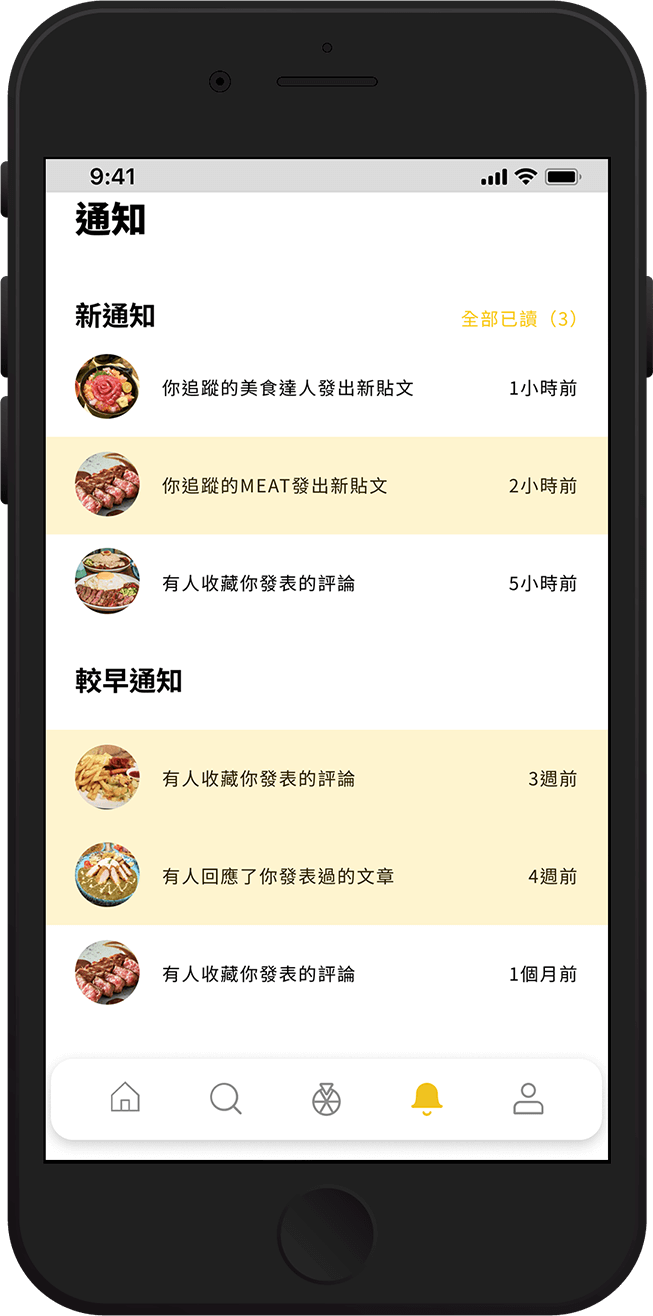 9:41
通知
新通知
全部已讀（3）
你追蹤的美食達人發出新貼文 1小時前
你追蹤的MEAT發出新貼文 2小時前
有人收藏你發表的評論 5小時前
較早通知
有人收藏你發表的評論 3週前
有人回應了你發表過的文章 4週前
有人收藏你發表的評論 1個月前